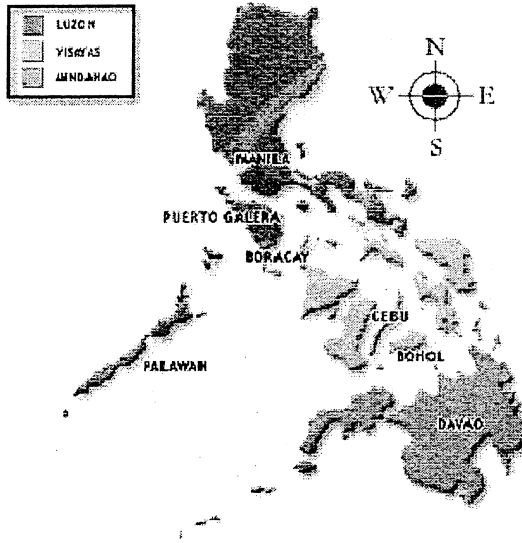 LUZON
VISAYAS
MINDANAO
N
W E
S
MANILA
PUERTO GALERA
BORACAY
CEBU
BOHOL
PALAWAN
DAVAO